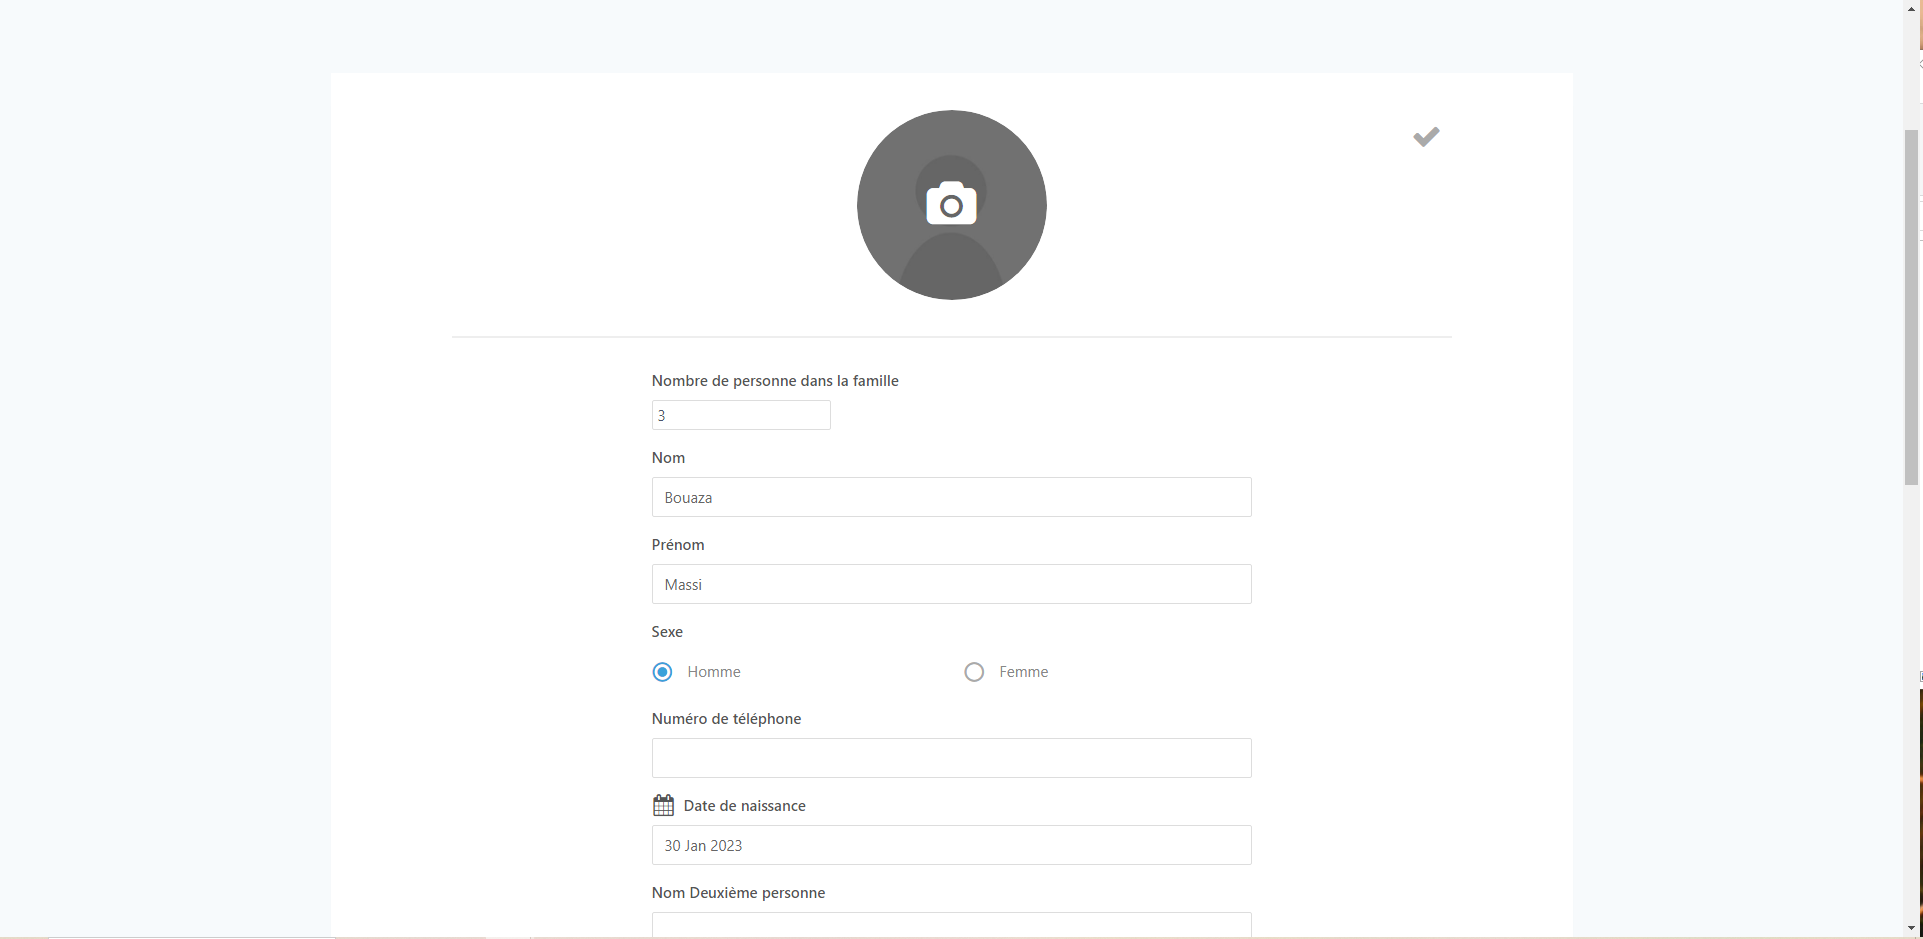 Nombre de personne dans la famille
3
Nom
Bouaza
Prénom
Massi
Sexe
Homme Femme
Numéro de téléphone
Date de naissance
30 Jan 2023
Nom Deuxième personne